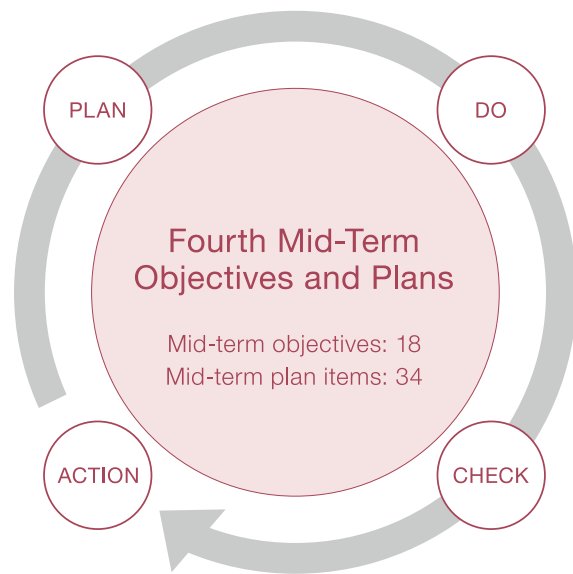 PLAN
DO
Fourth Mid-Term
Objectives and Plans
Mid-term objectives: 18
Mid-term plan items: 34
ACTION
CHECK